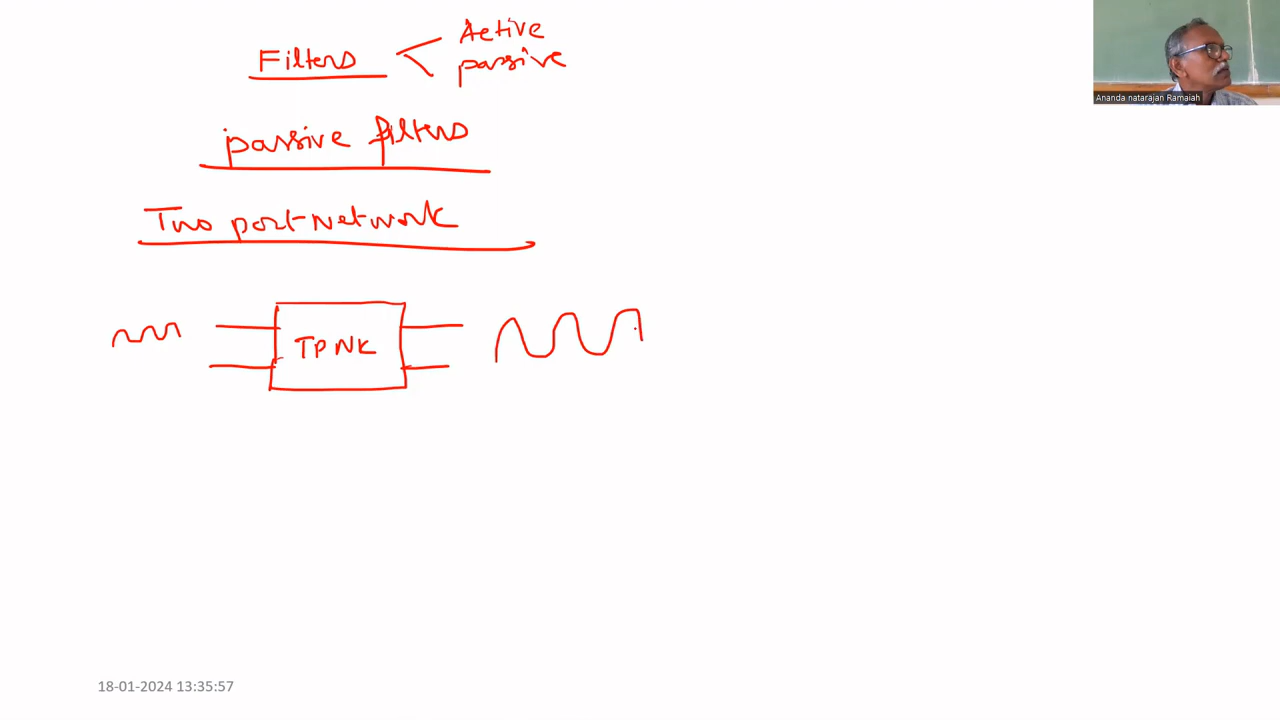 Filters
Active
passive
passive filters
Two port Network
TPNK
18-01-2024 13:35:57
Ananda natarajan Ramaiah